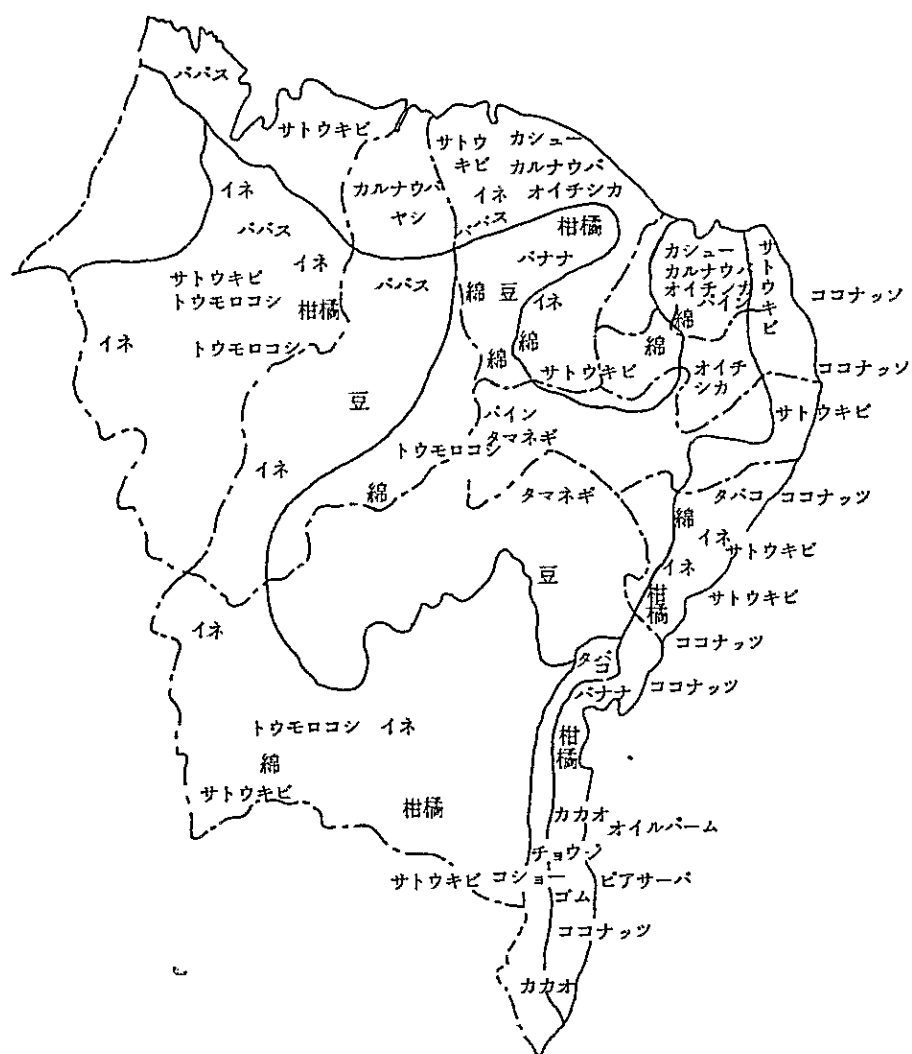 パパス
サトウキビ
サトウ
キビ
カシュー
カルナウバ
オイチシカ
イネ
パパス
カルナウバ
ヤシ
イネ
パパス
柑橘
バナナ
カシュー
カルナウバ
オイチシカ
パイン
サトウキビ
ココナッソ
サトウキビ
トウモロコシ
イネ
柑橘
パパス
綿
豆
イネ
綿
綿
イネ
トウモロコシ
綿
綿
サトウキビ
オイチ
シカ
ココナッソ
サトウキビ
豆
パイン
タマネギ
トウモロコシ
イネ
綿
タマネギ
タバコ
ココナッツ
綿
イネ
サトウキビ
イネ
豆
柑橘
サトウキビ
イネ
ココナッツ
タバコ
バナナ
ココナッツ
トウモロコシ
イネ
綿
柑橘
サトウキビ
柑橘
カカオ
オイルパーム
チョウジ
サトウキビ
コショー
ピアサーバ
ゴム
ココナッツ
カカオ